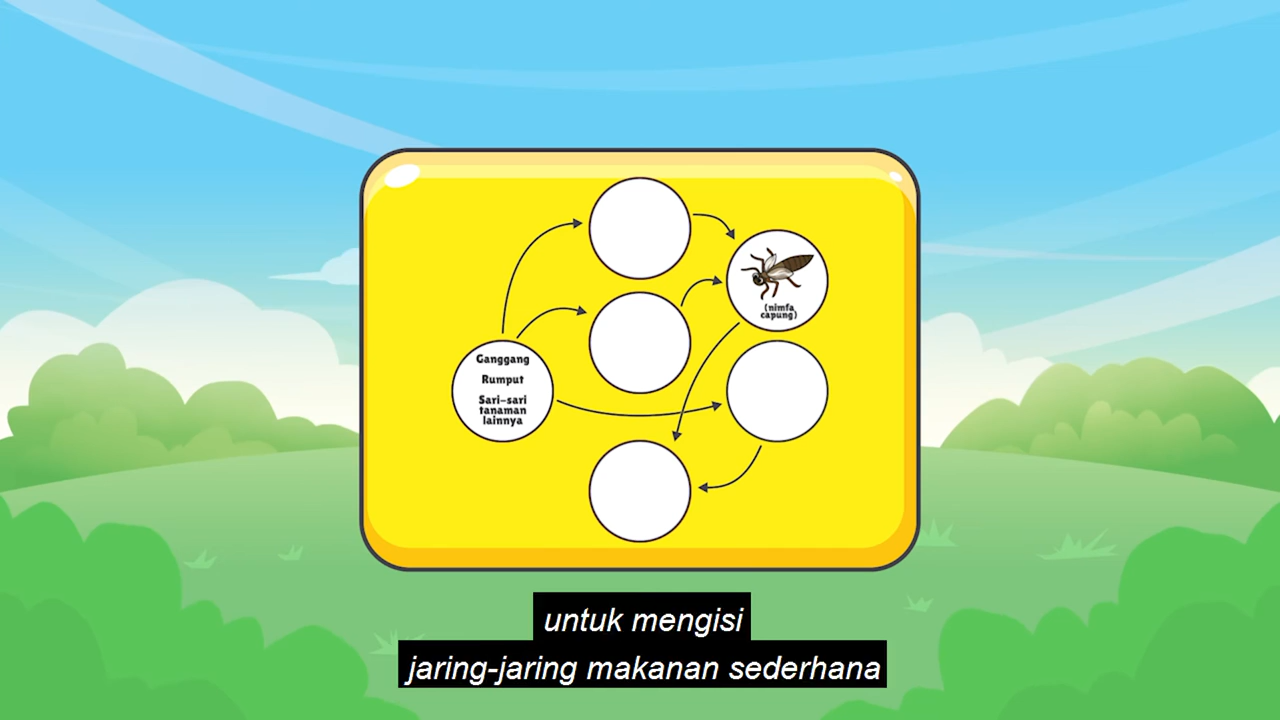 (nimfa
capung)
Ganggang
Rumput
Sari-sari
tanaman
lainnya
untuk mengisi
jaring-jaring makanan sederhana